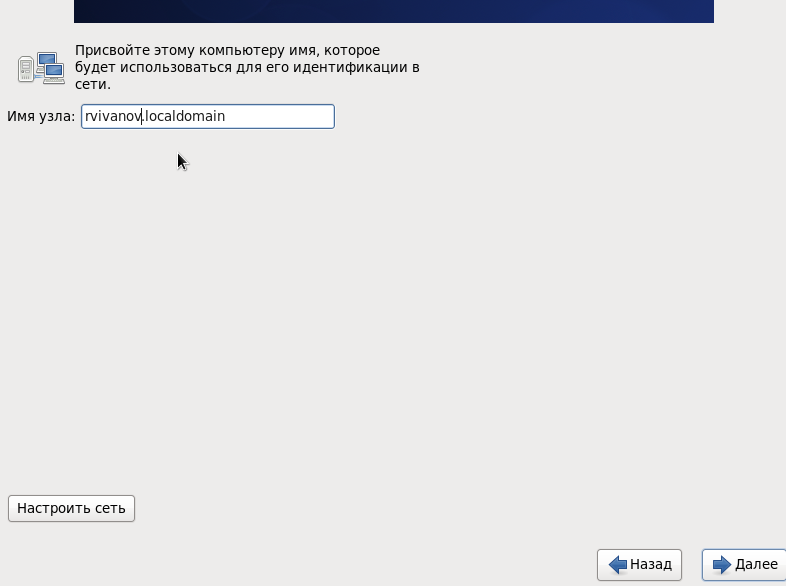 Присвойте этому компьютеру имя, которое
будет использоваться для его идентификации в
сети.
Имя узла: rvivanov.localdomain
Настроить сеть
Назад
Далее